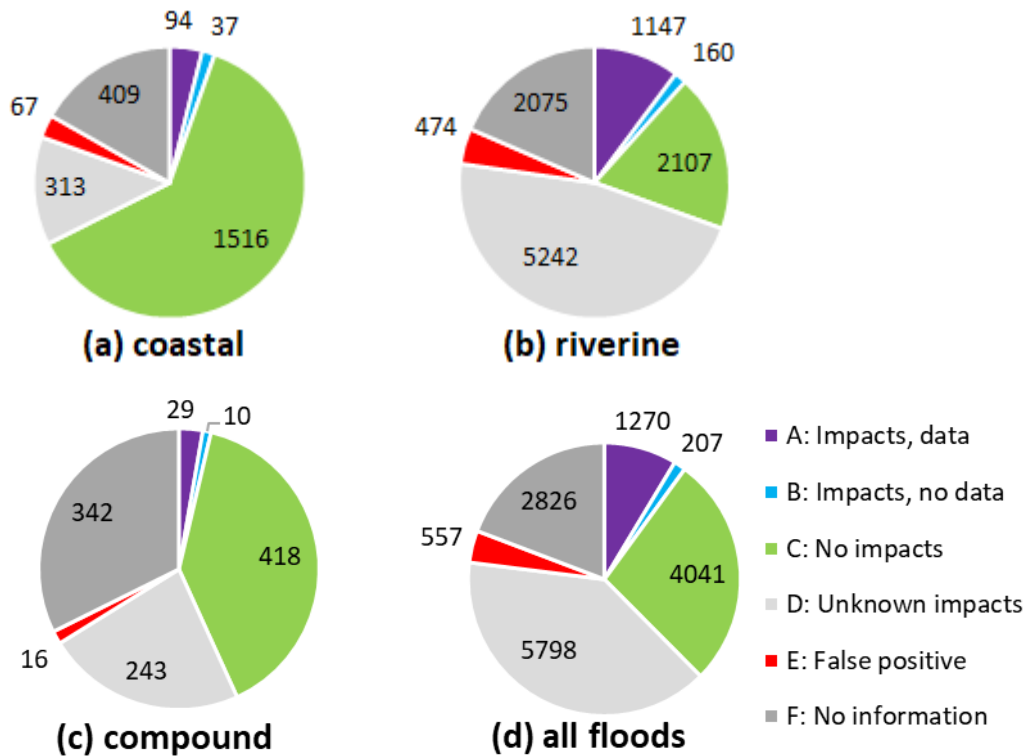 94
37
409
67
313
1516
(a) coastal
1147
160
2075
474
2107
5242
(b) riverine
29
10
342
418
16
243
(c) compound
1270
207
2826
557
4041
5798
(d) all floods
A: Impacts, data
B: Impacts, no data
C: No impacts
D: Unknown impacts
E: False positive
F: No information